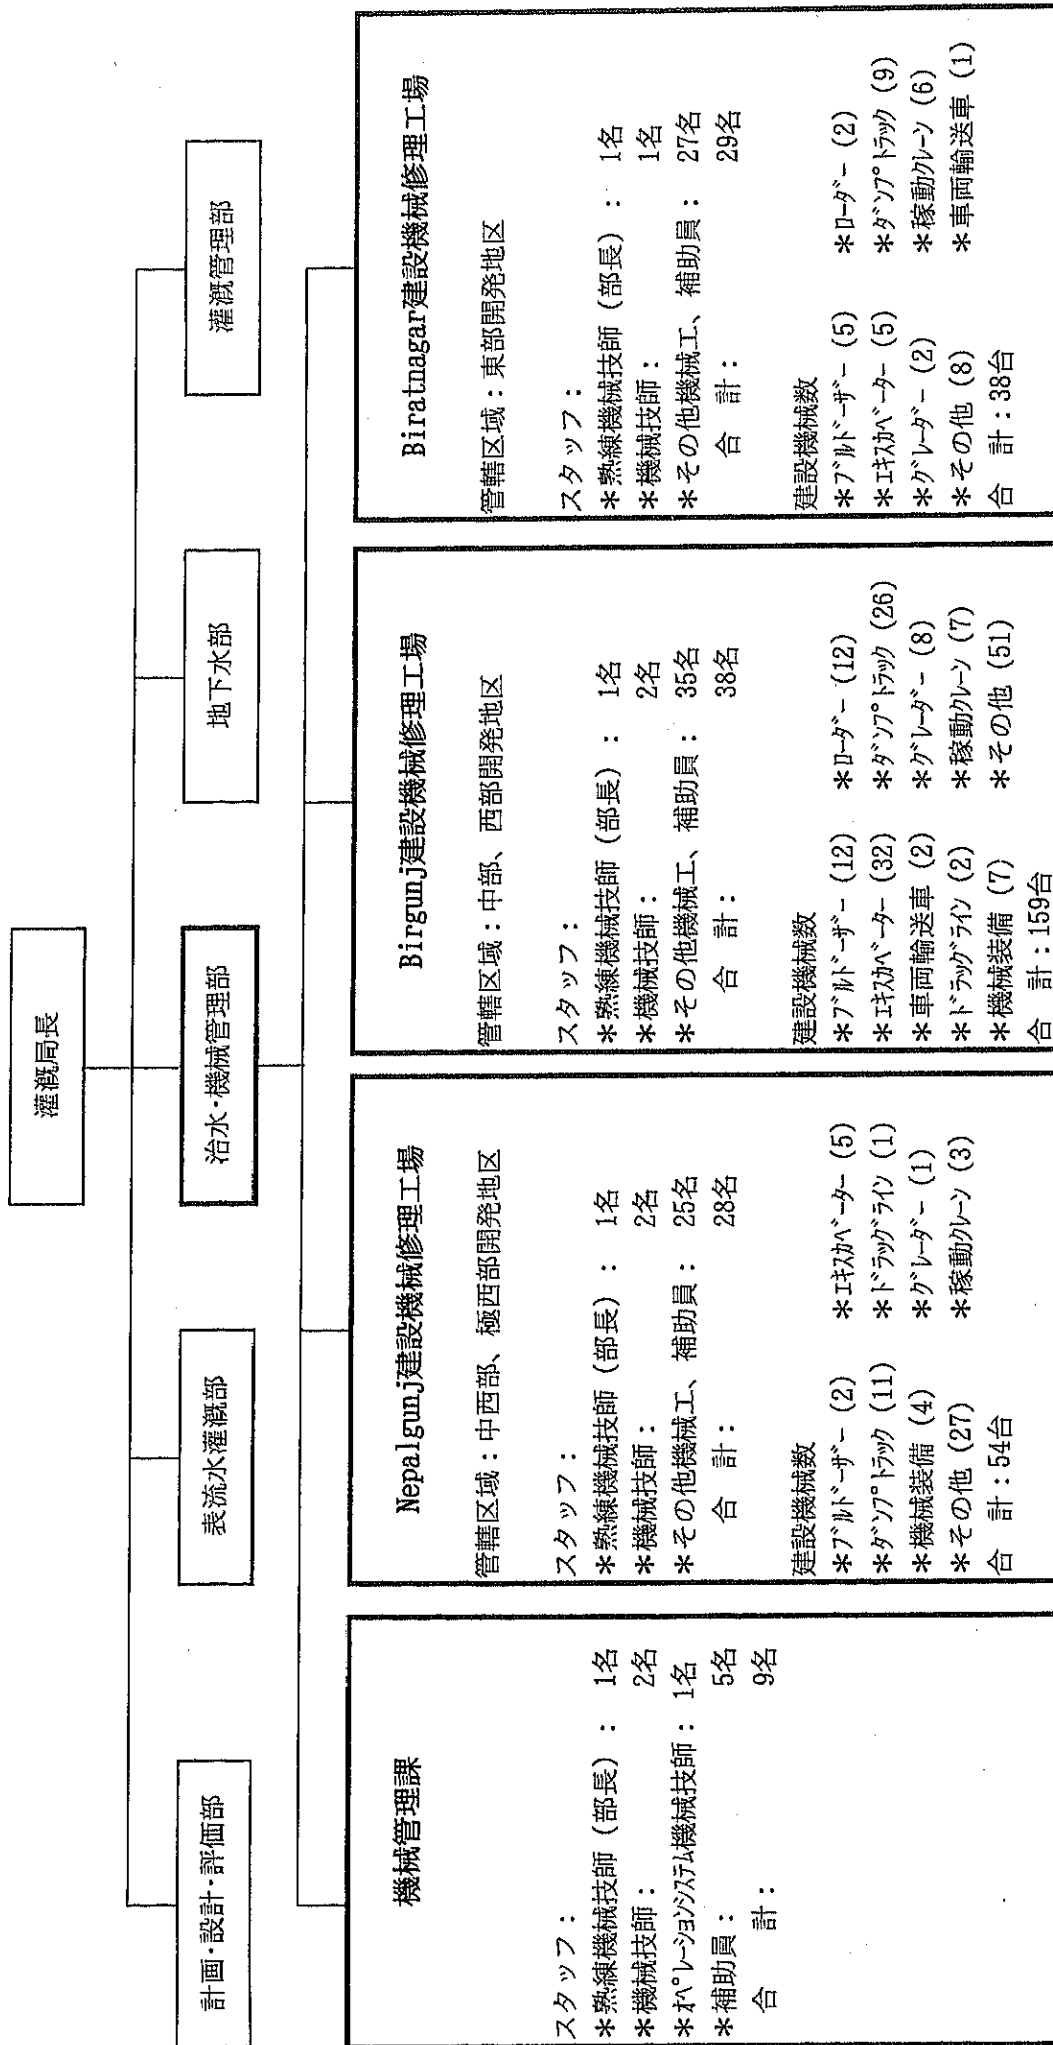 灌漑局長
計画・設計・評価部
表流水灌漑部
治水・機械管理部
地下水部
灌漑管理部
機械管理課
スタッフ：
＊熟練機械技師（部長）： 1名
＊機械技師： 2名
＊ｵﾍﾟﾚｰｼｮﾝｼｽﾃﾑ機械技師： 1名
＊補助員： 5名
合　計： 9名
Nepalgunj建設機械修理工場
管轄区域：中西部、極西部開発地区
スタッフ：
＊熟練機械技師（部長）： 1名
＊機械技師： 2名
＊その他機械工、補助員： 25名
合　計： 28名
建設機械数
＊ﾌﾞﾙﾄﾞｰｻﾞｰ (2) ＊ｴｷｽｶﾍﾞｰﾀｰ (5)
＊ﾀﾞﾝﾌﾟﾄﾗｯｸ (11) ＊ﾄﾞﾗｯｸﾞﾗｲﾝ (1)
＊機械装備 (4) ＊ｸﾞﾚｰﾀﾞｰ (1)
＊その他 (27) ＊稼動ｸﾚｰﾝ (3)
合　計：54台
Birgunj建設機械修理工場
管轄区域：中部、西部開発地区
スタッフ：
＊熟練機械技師（部長）： 1名
＊機械技師： 2名
＊その他機械工、補助員： 35名
合　計： 38名
建設機械数
＊ﾌﾞﾙﾄﾞｰｻﾞｰ (12) ＊ﾛｰﾀﾞｰ (12)
＊ｴｷｽｶﾍﾞｰﾀｰ (32) ＊ﾀﾞﾝﾌﾟﾄﾗｯｸ (26)
＊車両輸送車 (2) ＊ｸﾞﾚｰﾀﾞｰ (8)
＊ﾄﾞﾗｯｸﾞﾗｲﾝ (2) ＊稼動ｸﾚｰﾝ (7)
＊機械装備 (7) ＊その他 (51)
合　計：159台
Biratnagar建設機械修理工場
管轄区域：東部開発地区
スタッフ：
＊熟練機械技師（部長）： 1名
＊機械技師： 1名
＊その他機械工、補助員： 27名
合　計： 29名
建設機械数
＊ﾌﾞﾙﾄﾞｰｻﾞｰ (5) ＊ﾛｰﾀﾞｰ (2)
＊ｴｷｽｶﾍﾞｰﾀｰ (5) ＊ﾀﾞﾝﾌﾟﾄﾗｯｸ (9)
＊ｸﾞﾚｰﾀﾞｰ (2) ＊稼動ｸﾚｰﾝ (6)
＊その他 (8) ＊車両輸送車 (1)
合　計：38台